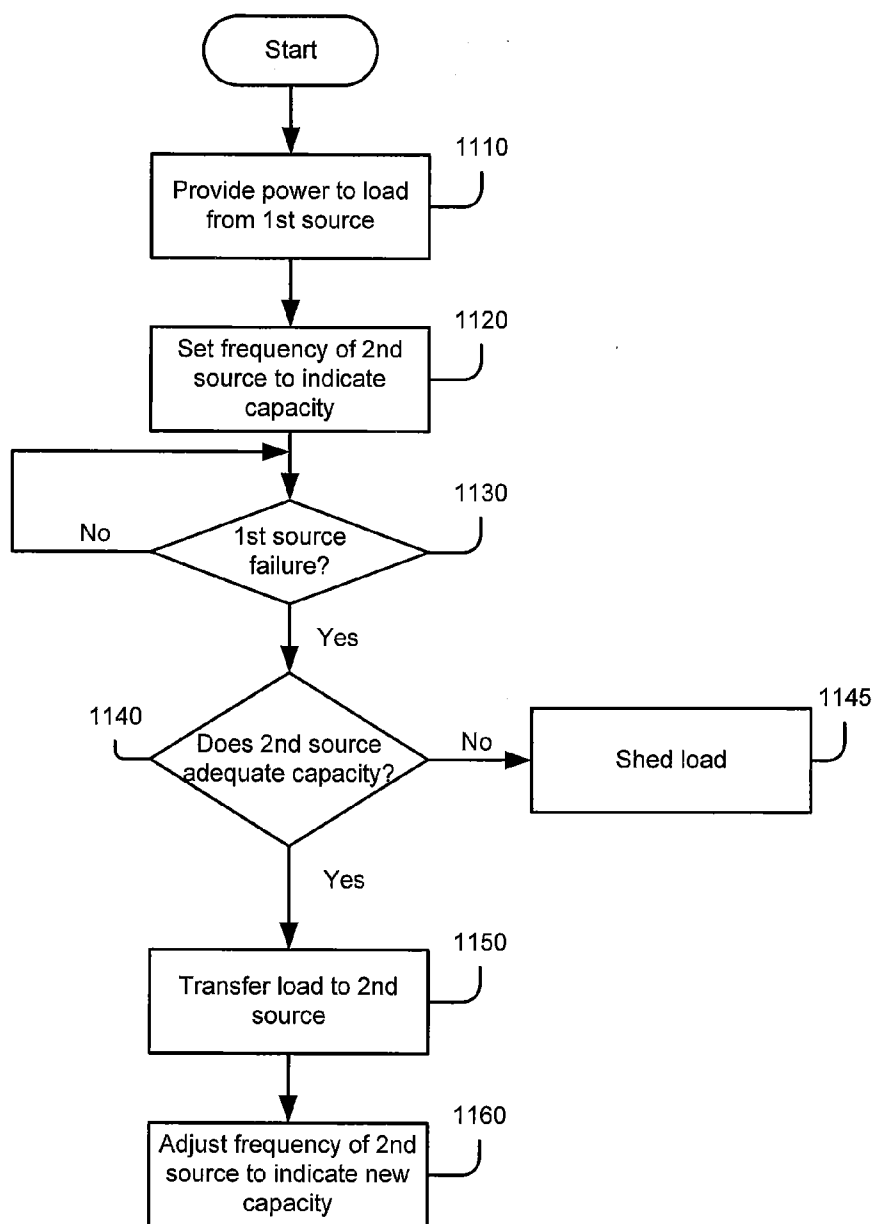 Start
1110
Provide power to load
from 1st source
1120
Set frequency of 2nd
source to indicate
capacity
1130
No
1st source
failure?
Yes
1140
1145
Does 2nd source
adequate capacity?
No
Shed load
Yes
1150
Transfer load to 2nd
source
1160
Adjust frequency of 2nd
source to indicate new
capacity